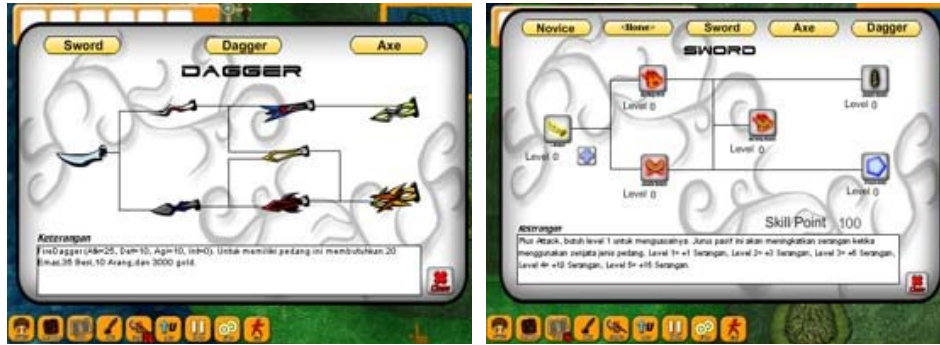 Sword
Dagger
Axe
DAGGER
Keterangan
FireDagger (Atk=25, Def=10, Agi=10, Int=0). Untuk memiliki pedang ini membutuhkan 20
Emas,35 Besi,10 Arang,dan 3000 gold.
Close
Novice
<Home>
Sword
Axe
Dagger
SWORD
Level 0
Level 0
Level 0
Level 0
Level 0
Level 0
Skill Point 100
Keterangan
Plus Attack, butuh level 1 untuk menguasainya. Jurus pasif ini akan meningkatkan serangan ketika
menggunakan senjata jenis pedang. Level 1= +1 Serangan, Level 2= +3 Serangan, Level 3= +6 Serangan,
Level 4= +10 Serangan, Level 5= +15 Serangan.
Close